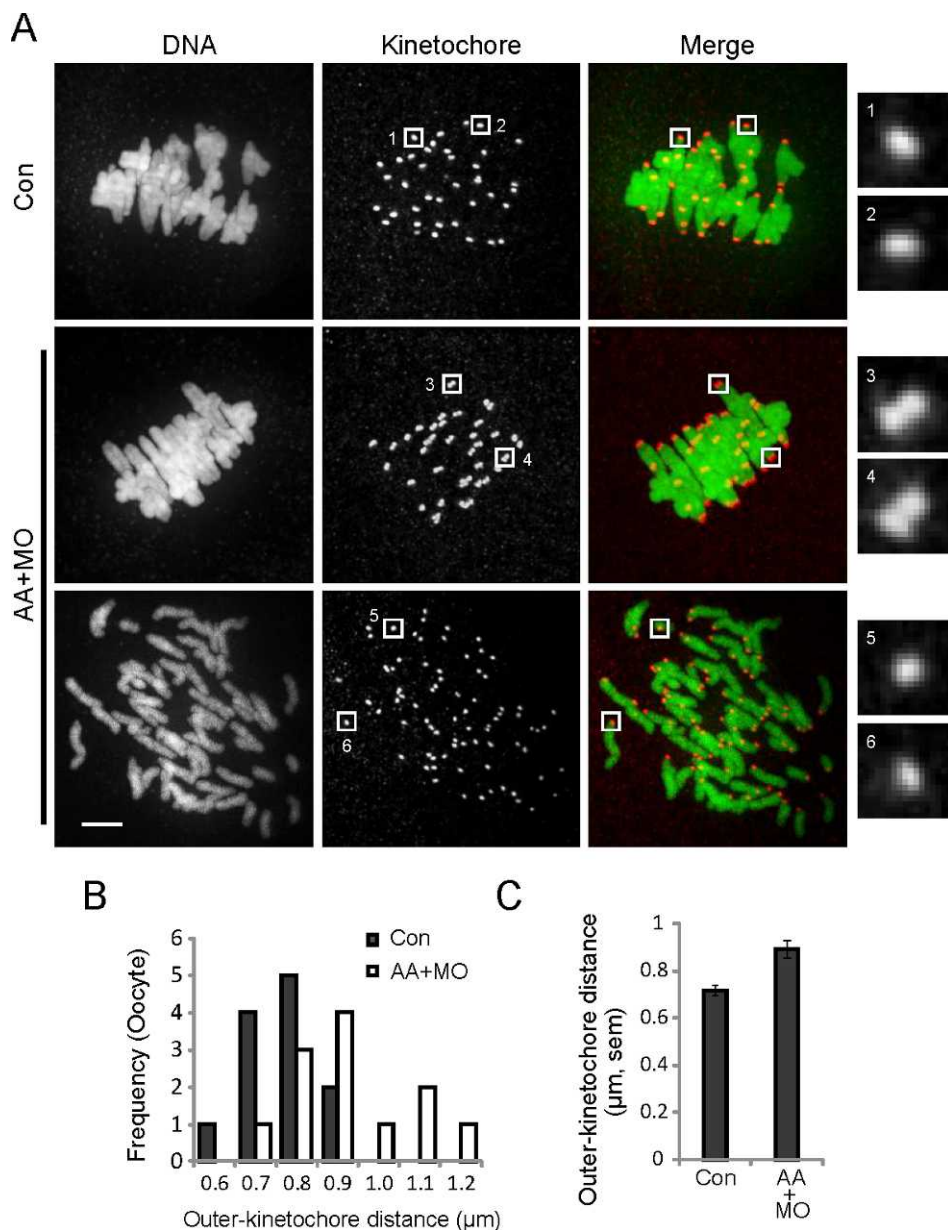 A
DNA Kinetochore Merge
Con
1 2
1
2
AA+MO
3 4
3
4
5
6
5
6
B
Frequency (Oocyte)
6
5
4
3
2
1
0
Con
AA+MO
0.6 0.7 0.8 0.9 1.0 1.1 1.2
Outer-kinetochore distance (µm)
C
Outer-kinetochore distance
(µm, sem)
1
0.8
0.6
0.4
0.2
0
Con AA
+
MO